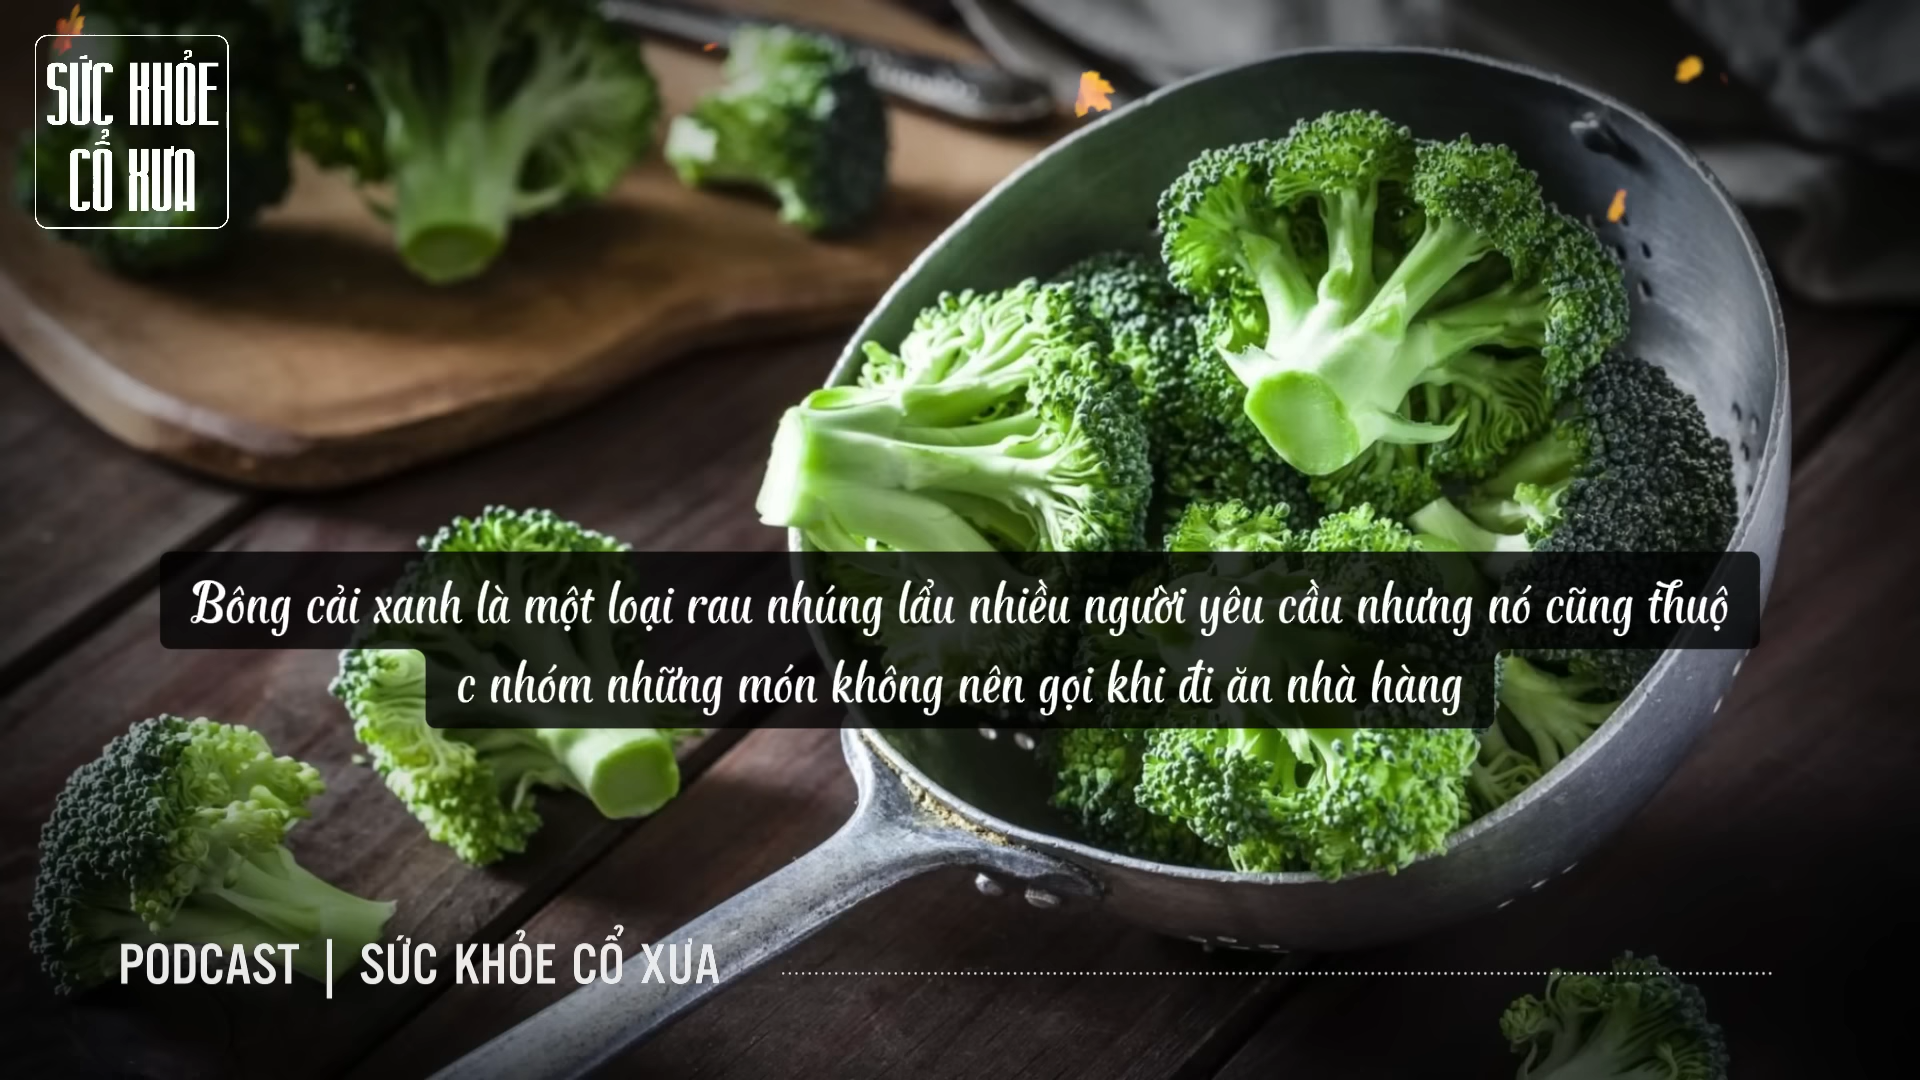 SỨC KHỎE
CỔ XƯA
Bông cải xanh là một loại rau nhúng lẩu nhiều người yêu cầu nhưng nó cũng thuộ
c nhóm những món không nên gọi khi đi ăn nhà hàng
PODCAST | SỨC KHỎE CỔ XƯA